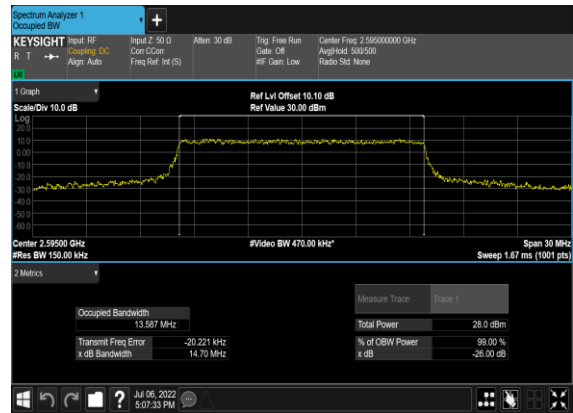 Spectrum Analyzer 1
Occupied BW
+
KEYSIGHT
R T
LXI
Input: RF
Coupling: DC
Align: Auto
Input Z: 50 Ω
Corr CCorr
Freq Ref: Int (S)
Atten: 30 dB
Trig: Free Run
Gate: Off
#IF Gain: Low
Center Freq: 2.595000000 GHz
Avg|Hold: 500/500
Radio Std: None
1 Graph
Scale/Div 10.0 dB
Ref Lvl Offset 10.10 dB
Ref Value 30.00 dBm
Log
20.0
10.0
0.00
-10.0
-20.0
-30.0
-40.0
-50.0
-60.0
Center 2.59500 GHz
#Res BW 150.00 kHz
#Video BW 470.00 kHz*
Span 30 MHz
Sweep 1.67 ms (1001 pts)
2 Metrics
Measure Trace Trace 1
Occupied Bandwidth
13.587 MHz
Total Power 28.0 dBm
Transmit Freq Error -20.221 kHz
% of OBW Power 99.00 %
x dB Bandwidth 14.70 MHz
x dB -26.00 dB
?
Jul 06, 2022
5:07:33 PM